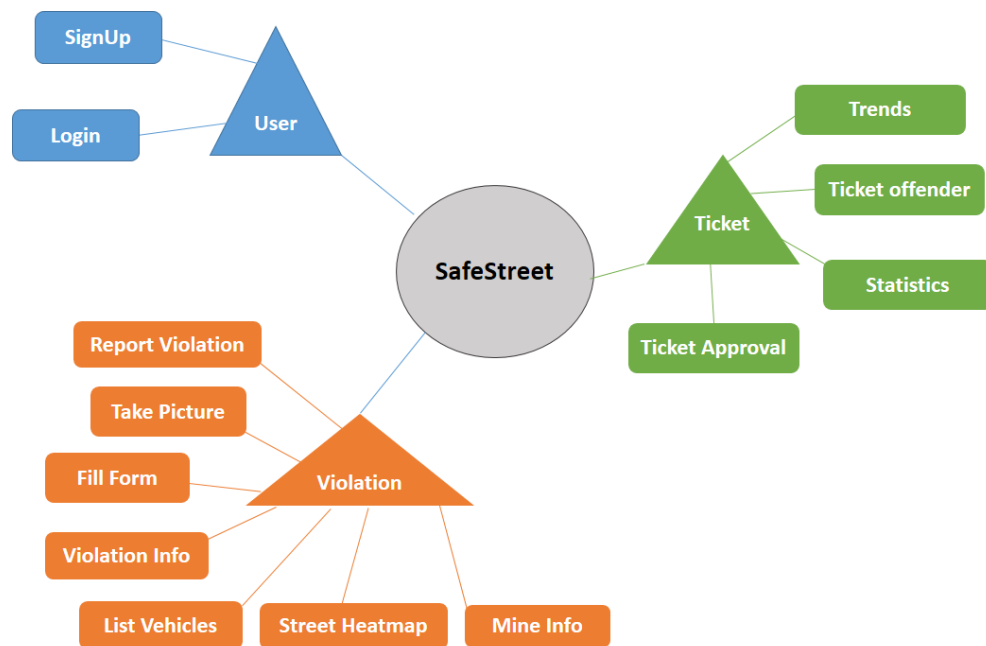 SignUp
Login
User
Trends
Ticket offender
Ticket
Statistics
Ticket Approval
SafeStreet
Report Violation
Take Picture
Fill Form
Violation
Violation Info
List Vehicles
Street Heatmap
Mine Info